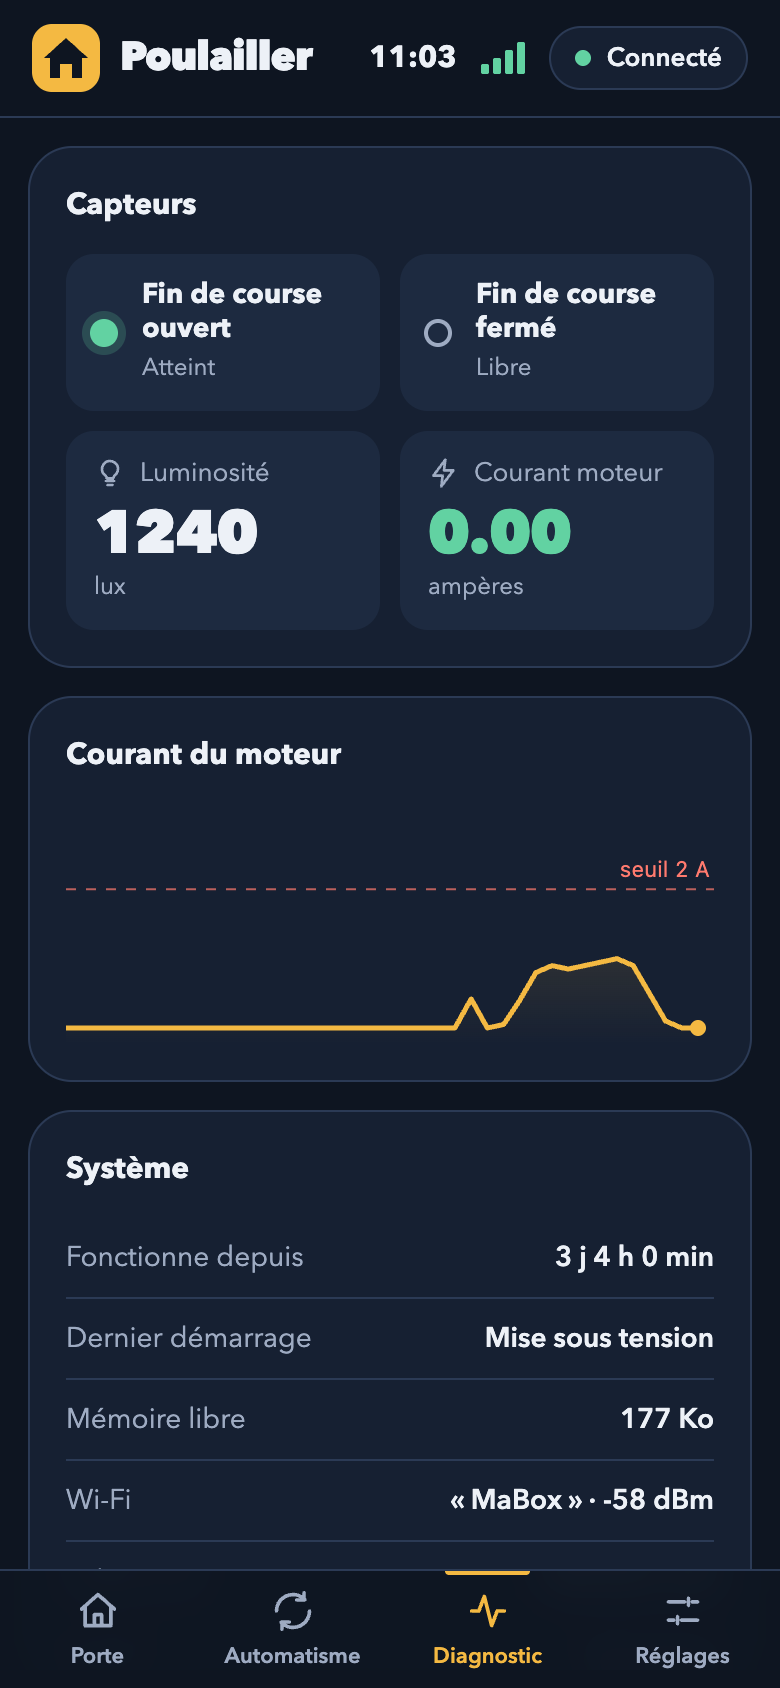 Poulailler
11:03
Connecté
Capteurs
Fin de course
ouvert
Atteint
Fin de course
fermé
Libre
Luminosité
1240
lux
Courant moteur
0.00
ampères
Courant du moteur
seuil 2 A
Système
Fonctionne depuis
3 j 4 h 0 min
Dernier démarrage
Mise sous tension
Mémoire libre
177 Ko
Wi-Fi
« MaBox » · -58 dBm
Porte
Automatisme
Diagnostic
Réglages